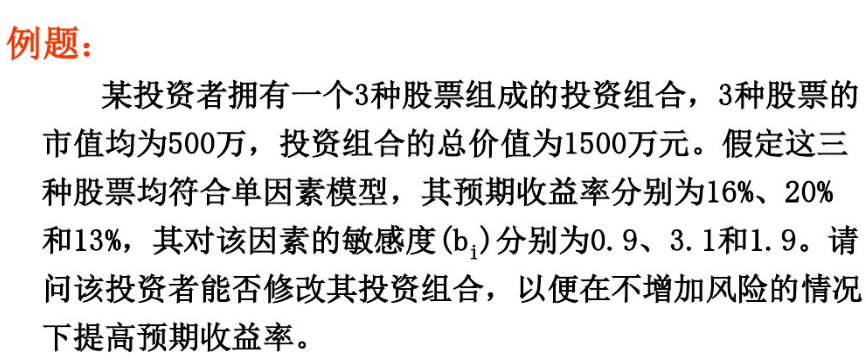 例题：
某投资者拥有一个3种股票组成的投资组合，3种股票的
市值均为500万，投资组合的总价值为1500万元。假定这三
种股票均符合单因素模型，其预期收益率分别为16%、20%
和13%，其对该因素的敏感度(bi)分别为0.9、3.1和1.9。请
问该投资者能否修改其投资组合，以便在不增加风险的情况
下提高预期收益率。